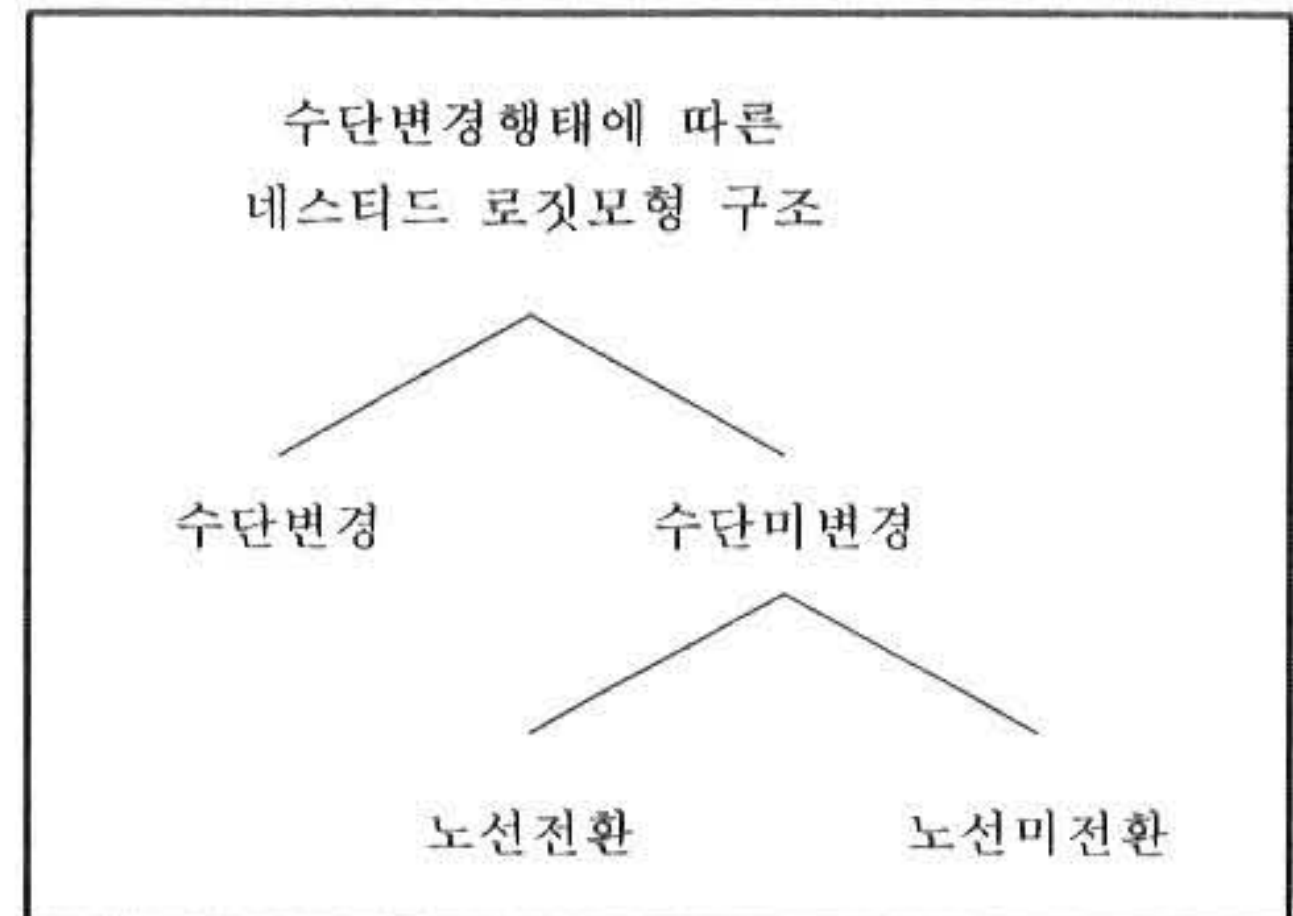 수단변경행태에 따른
네스티드 로짓모형 구조
수단변경
수단미변경
노선전환
노선미전환